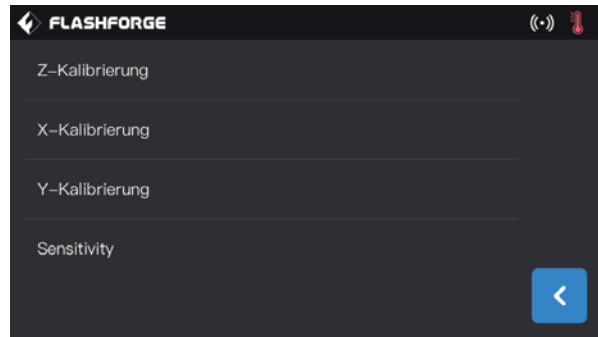 FLASHFORGE
Z-Kalibrierung
X-Kalibrierung
Y-Kalibrierung
Sensitivity